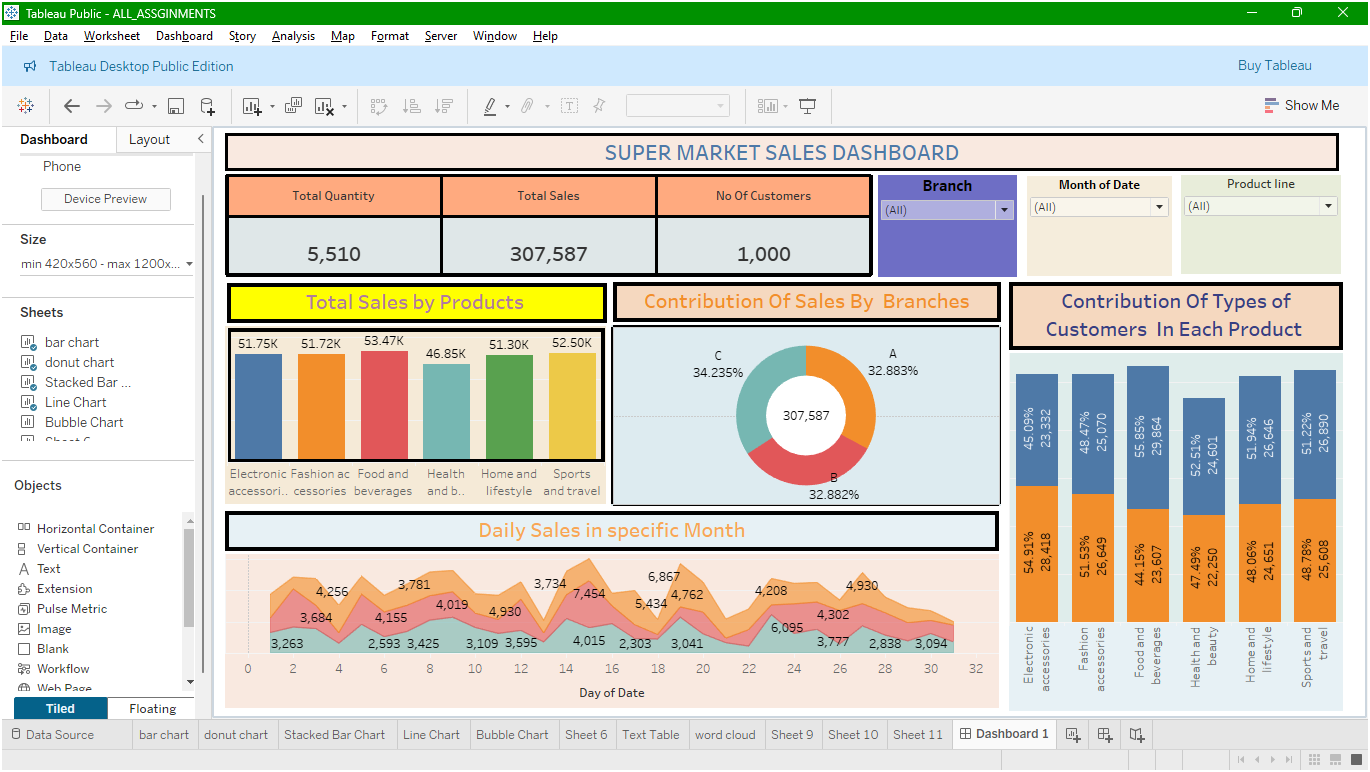 Tableau Public - ALL_ASSGINMENTS
File Data Worksheet Dashboard Story Analysis Map Format Server Window Help
Tableau Desktop Public Edition
Buy Tableau
Show Me
Dashboard Layout
Phone
Device Preview
Size
min 420x560 - max 1200x...
Sheets
bar chart
donut chart
Stacked Bar ...
Line Chart
Bubble Chart
Objects
Horizontal Container
Vertical Container
Text
Extension
Pulse Metric
Image
Blank
Workflow
Web Page
Tiled Floating
SUPER MARKET SALES DASHBOARD
Total Quantity Total Sales No Of Customers
5,510 307,587 1,000
Branch
(All)
Month of Date
(All)
Product line
(All)
Total Sales by Products
51.75K 51.72K 53.47K 46.85K 51.30K 52.50K
Electronic Fashion ac Food and Health Home and Sports
accessori.. cessories beverages and b.. lifestyle and travel
Contribution Of Sales By Branches
C
34.235%
A
32.883%
307,587
B
32.882%
Contribution Of Types of
Customers In Each Product
45.09%
23,332
48.47%
25,070
55.85%
29,864
52.51%
24,601
51.94%
26,646
51.22%
26,890
54.91%
28,418
51.53%
26,649
44.15%
23,607
47.49%
22,250
48.06%
24,651
48.78%
25,608
Electronic
accessories
Fashion
accessories
Food and
beverages
Health and
beauty
Home and
lifestyle
Sports and
travel
Daily Sales in specific Month
4,256 3,781 3,734 6,867 4,208 4,930
3,684 4,155 4,019 4,930 7,454 5,434 4,762 4,302
3,263 2,593 3,425 3,109 3,595 4,015 2,303 3,041 6,095 3,777 2,838 3,094
0 2 4 6 8 10 12 14 16 18 20 22 24 26 28 30 32
Day of Date
Data Source bar chart donut chart Stacked Bar Chart Line Chart Bubble Chart Sheet 6 Text Table word cloud Sheet 9 Sheet 10 Sheet 11 Dashboard 1